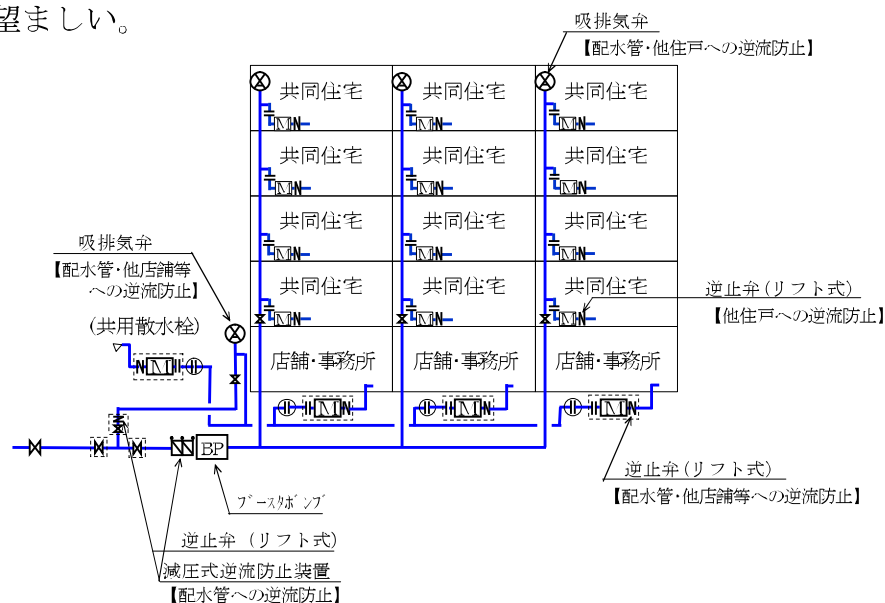 望ましい。
吸排気弁
【配水管・他住戸への逆流防止】
共同住宅 共同住宅 共同住宅
M N M N M N
共同住宅 共同住宅 共同住宅
M N M N M N
共同住宅 共同住宅 共同住宅
M N M N M N
共同住宅 共同住宅 共同住宅
M N M N M N
吸排気弁
【配水管・他店舗等
への逆流防止】
(共用散水栓)
N M
逆止弁(リフト式)
【他住戸への逆流防止】
店舗・事務所 店舗・事務所 店舗・事務所
M N M N M N
BP
ブースタポンプ
逆止弁(リフト式)
【配水管・他店舗等への逆流防止】
逆止弁 (リフト式)
減圧式逆流防止装置
【配水管への逆流防止】